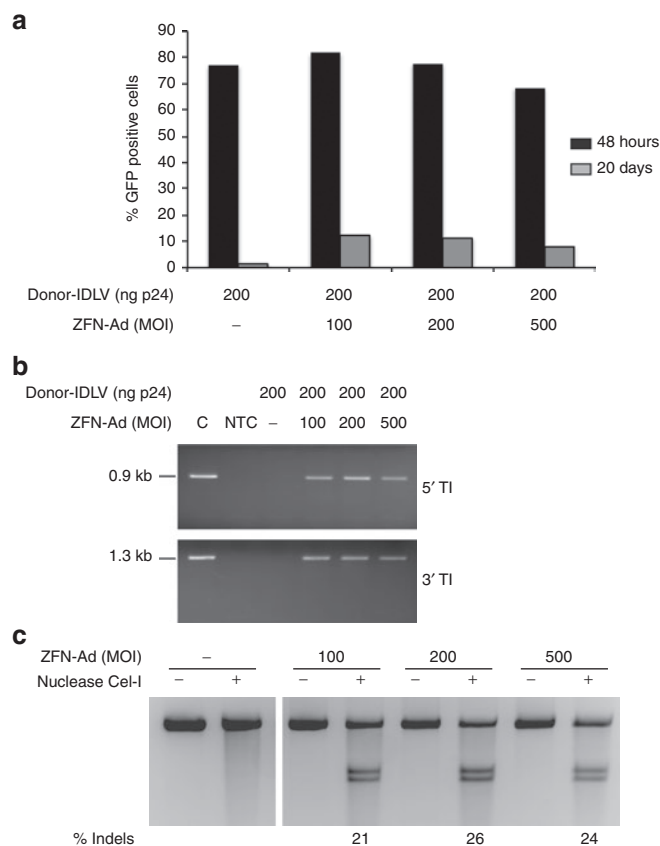 a
90
80
70
60
50
40
30
20
10
0
% GFP positive cells
48 hours
20 days
Donor-IDLV (ng p24) 200 200 200 200
ZFN-Ad (MOI) – 100 200 500
b
Donor-IDLV (ng p24) 200 200 200 200
ZFN-Ad (MOI) C NTC – 100 200 500
0.9 kb
5′ TI
1.3 kb
3′ TI
c
ZFN-Ad (MOI) – 100 200 500
Nuclease Cel-I – + – + – + – +
% Indels 21 26 24